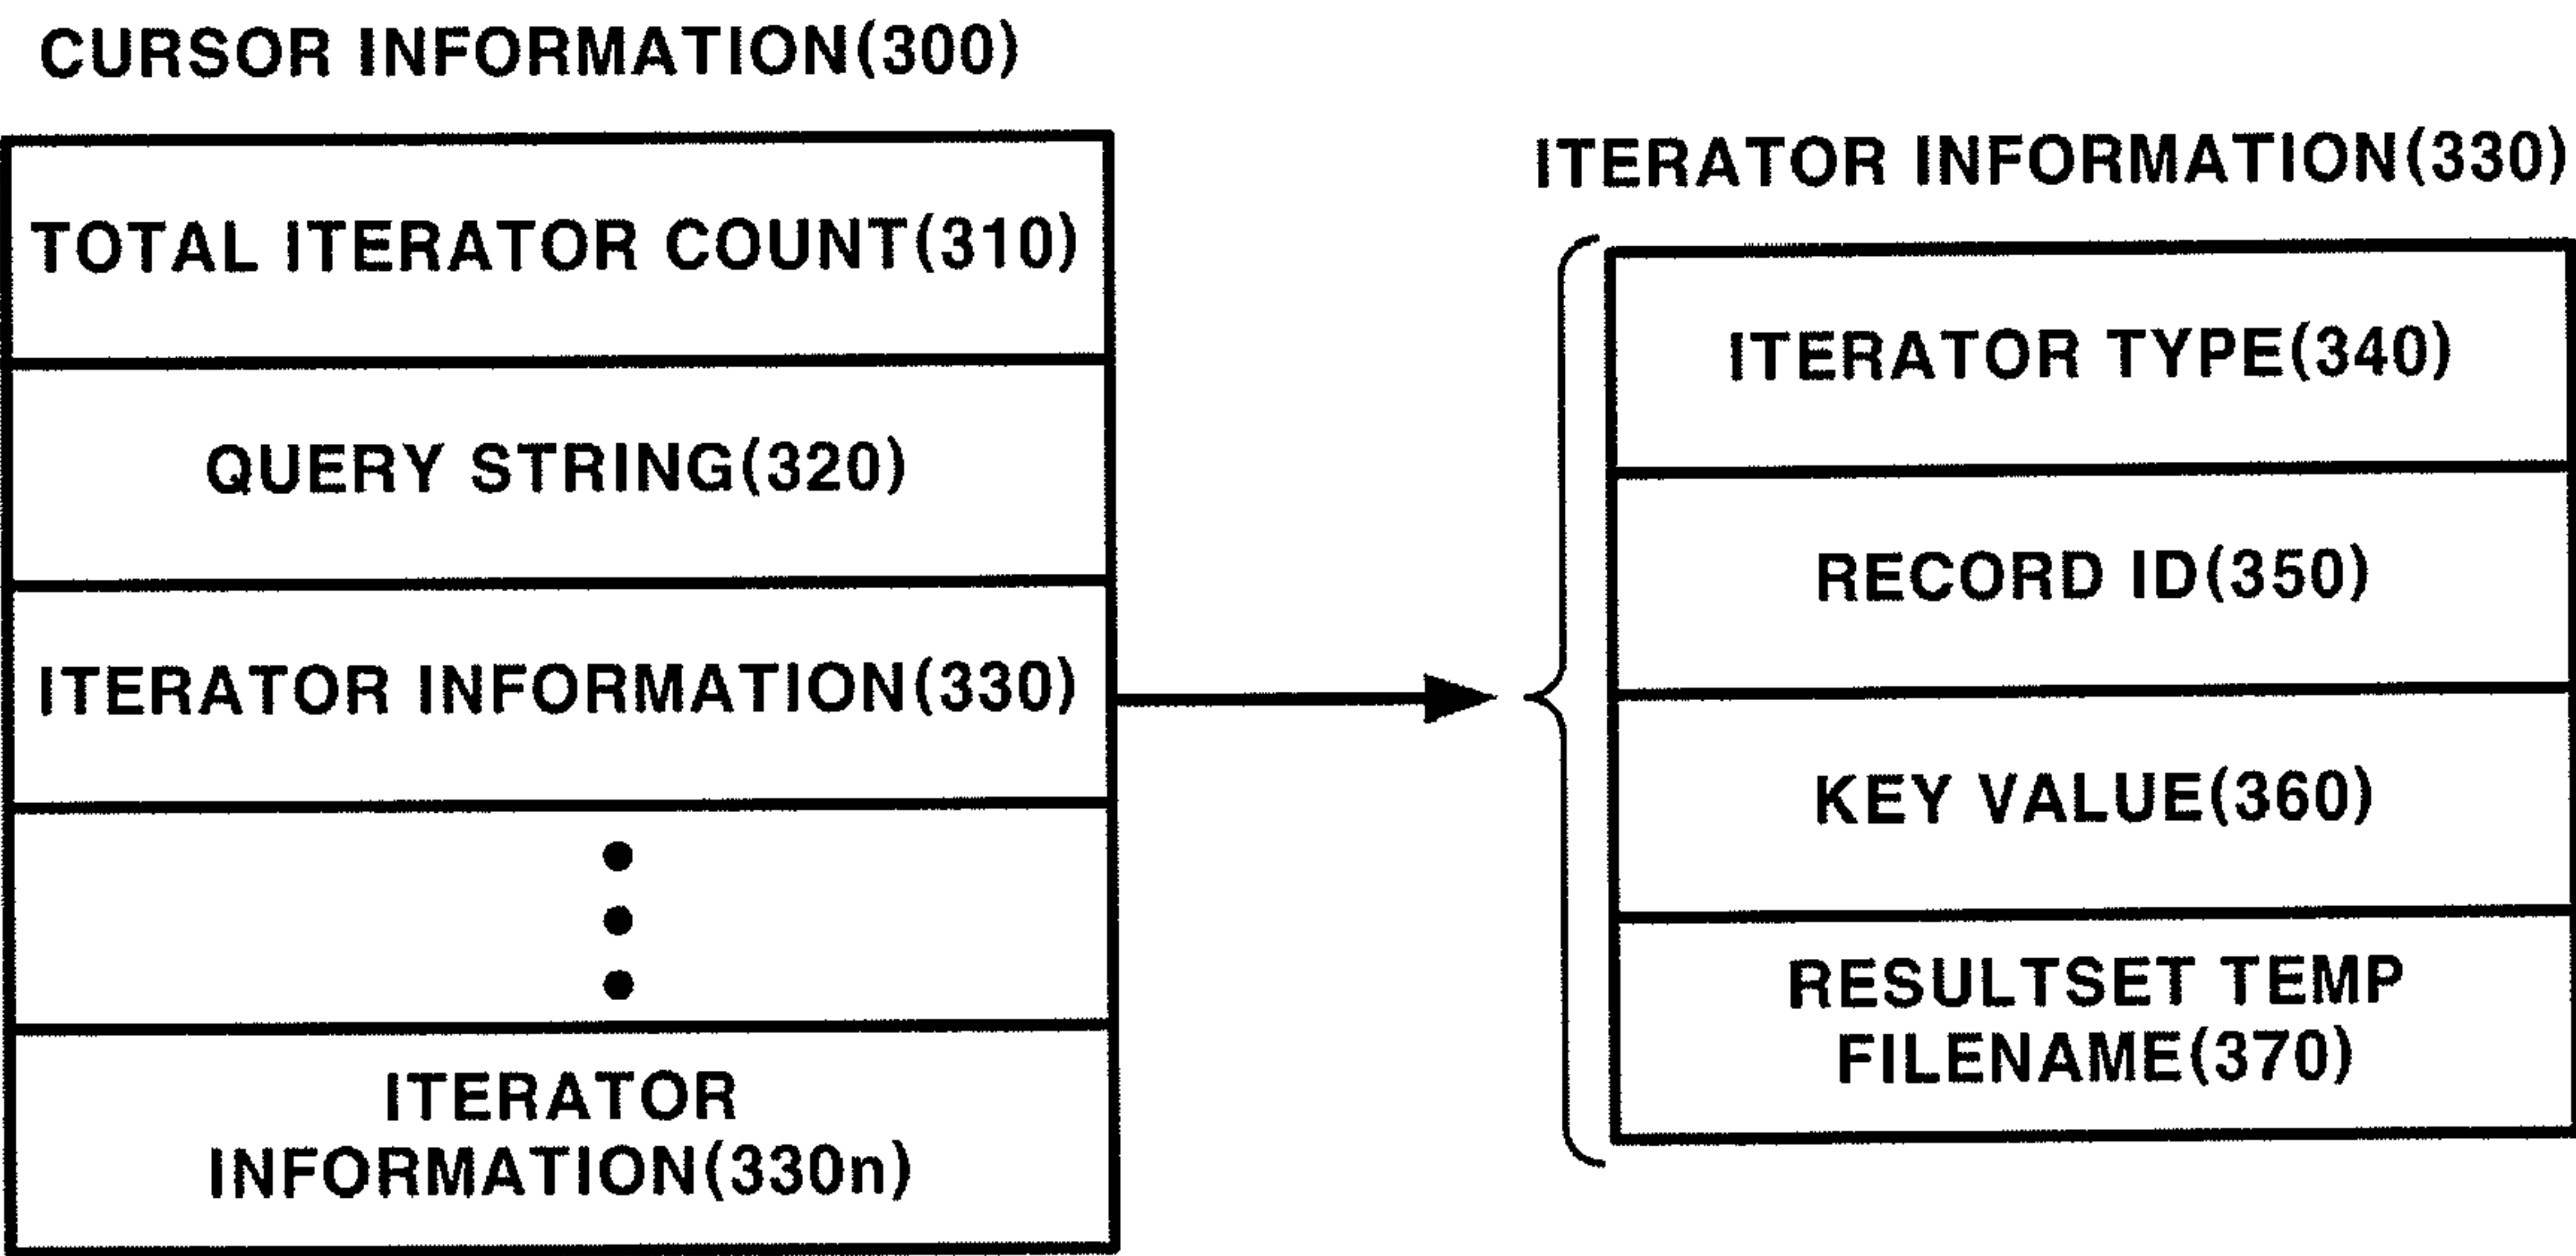 CURSOR INFORMATION(300)
TOTAL ITERATOR COUNT(310)
QUERY STRING(320)
ITERATOR INFORMATION(330)
ITERATOR
INFORMATION(330n)
ITERATOR INFORMATION(330)
ITERATOR TYPE(340)
RECORD ID(350)
KEY VALUE(360)
RESULTSET TEMP
FILENAME(370)